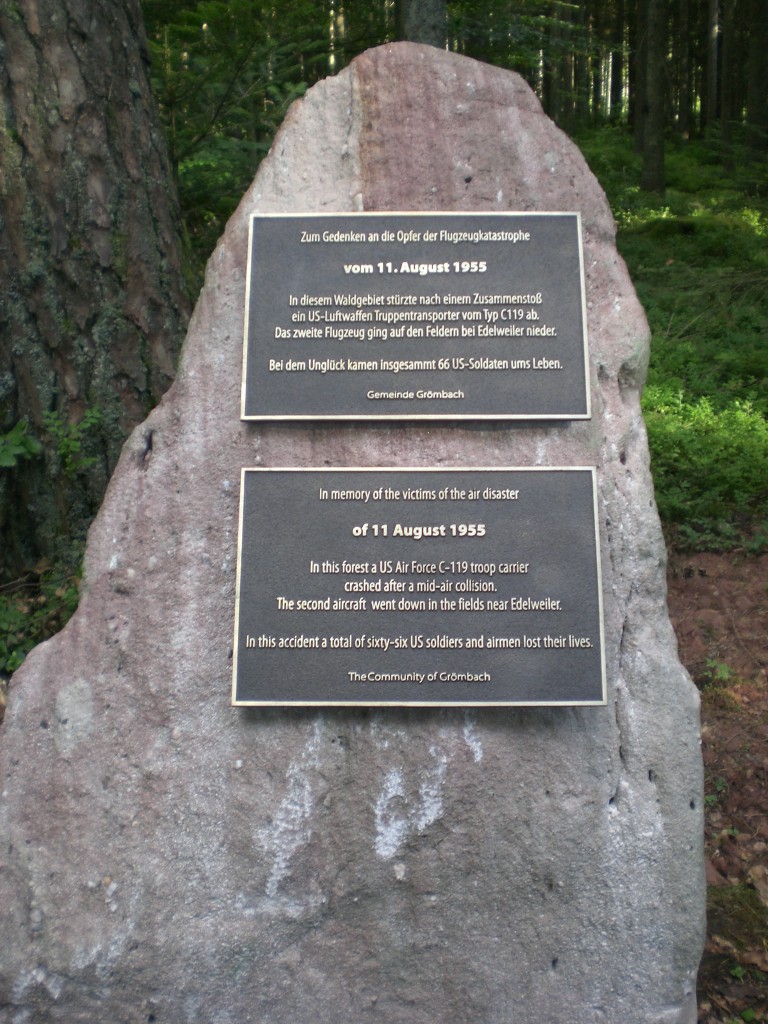 Zum Gedenken an die Opfer der Flugzeugkatastrophe
vom 11. August 1955
In diesem Waldgebiet stürzte nach einem Zusammenstoß
ein US-Luftwaffen Truppentransporter vom Typ C119 ab.
Das zweite Flugzeug ging auf den Feldern bei Edelweiler nieder.
Bei dem Unglück kamen insgesammt 66 US-Soldaten ums Leben.
Gemeinde Grömbach
In memory of the victims of the air disaster
of 11 August 1955
In this forest a US Air Force C-119 troop carrier
crashed after a mid-air collision.
The second aircraft went down in the fields near Edelweiler.
In this accident a total of sixty-six US soldiers and airmen lost their lives.
The Community of Grömbach